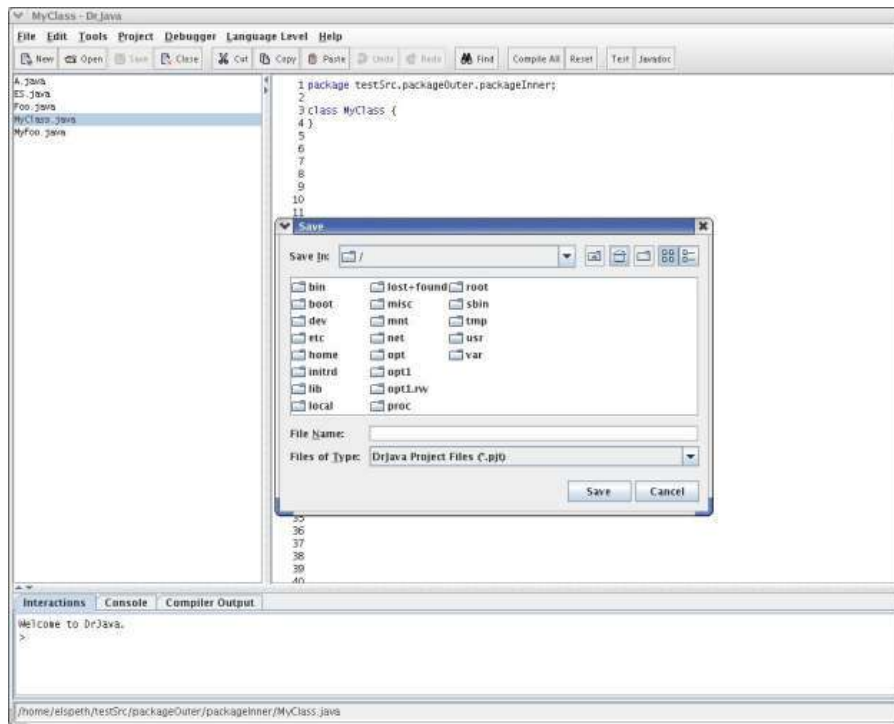 MyClass - DrJava
File Edit Tools Project Debugger Language Level Help
New Open Save Close Cut Copy Paste Undo Redo Find Compile All Reset Test Javadoc
A.java
ES.java
Foo.java
MyClass.java
MyFoo.java
1 package testSrc.packageOuter.packageInner;
2
3 class MyClass {
4 }
5
6
7
8
9
10
11
Save
Save In: /
bin lost+found root
boot misc sbin
dev mnt tmp
etc net usr
home opt var
initrd opt1
lib opt1.rw
local proc
File Name:
Files of Type: DrJava Project Files (*.pjt)
Save Cancel
35
36
37
38
39
40
Interactions Console Compiler Output
Welcome to DrJava.
>
/home/elspeth/testSrc/packageOuter/packageInner/MyClass.java